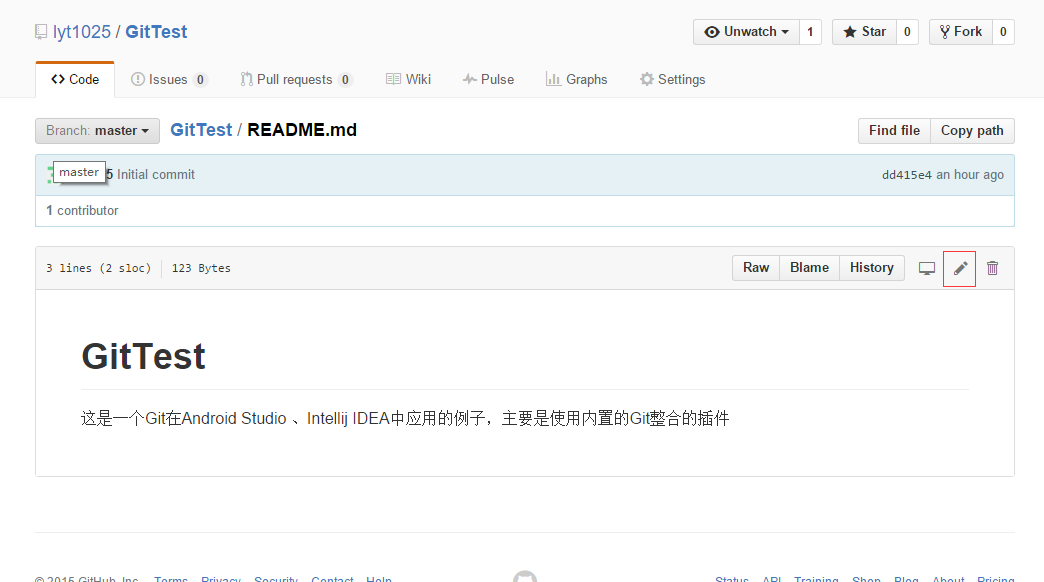 lyt1025 / GitTest
Unwatch 1 Star 0 Fork 0
Code Issues 0 Pull requests 0 Wiki Pulse Graphs Settings
Branch: master GitTest / README.md Find file Copy path
master 5 Initial commit dd415e4 an hour ago
1 contributor
3 lines (2 sloc) 123 Bytes Raw Blame History
GitTest
这是一个Git在Android Studio 、Intellij IDEA中应用的例子，主要是使用内置的Git整合的插件
© 2015 GitHub, Inc. Terms Privacy Security Contact Help Status API Training Shop Blog About Pricing